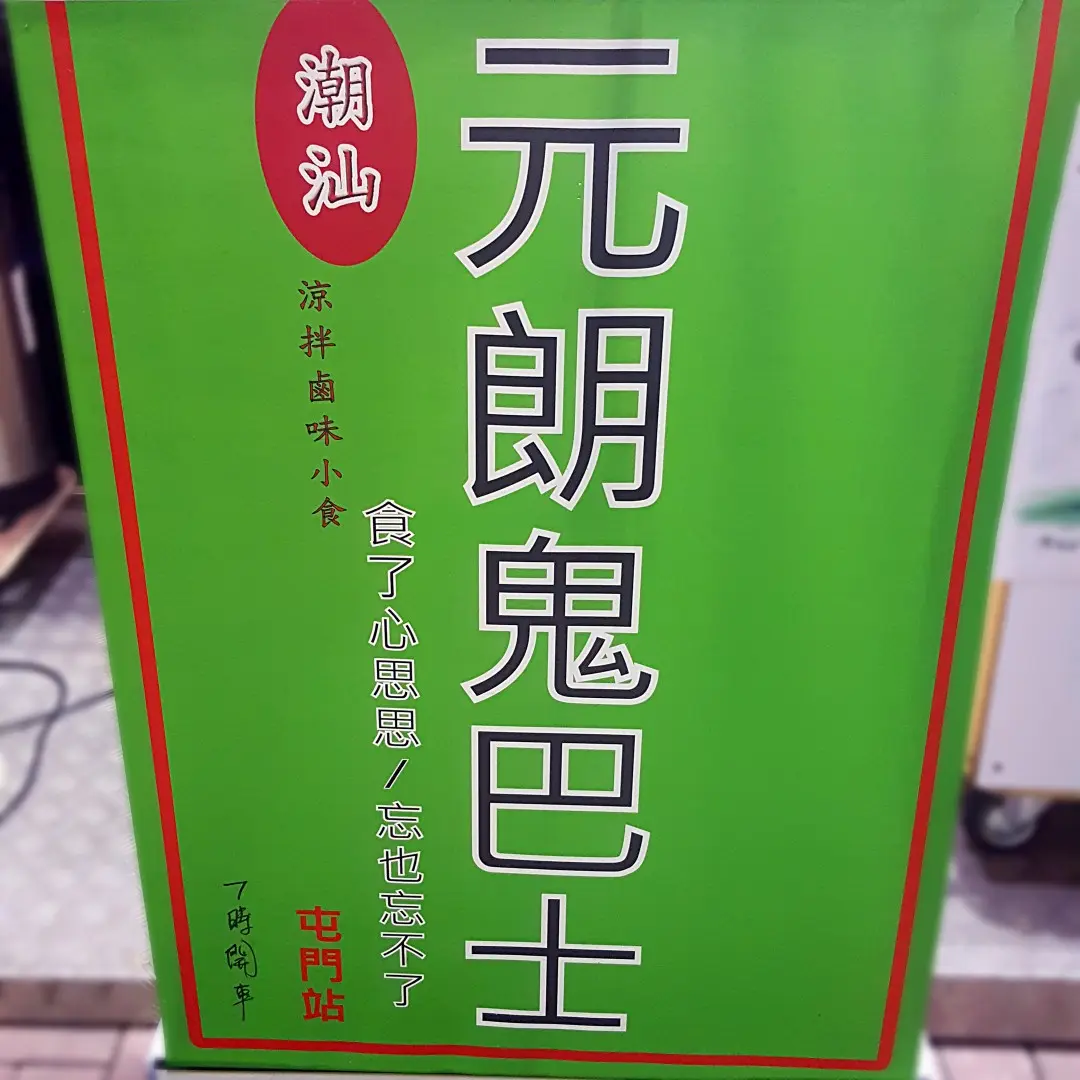 元朗鬼巴士
潮汕
涼拌鹵味小食
食了心思思/忘也忘不了
屯門站
7時開車